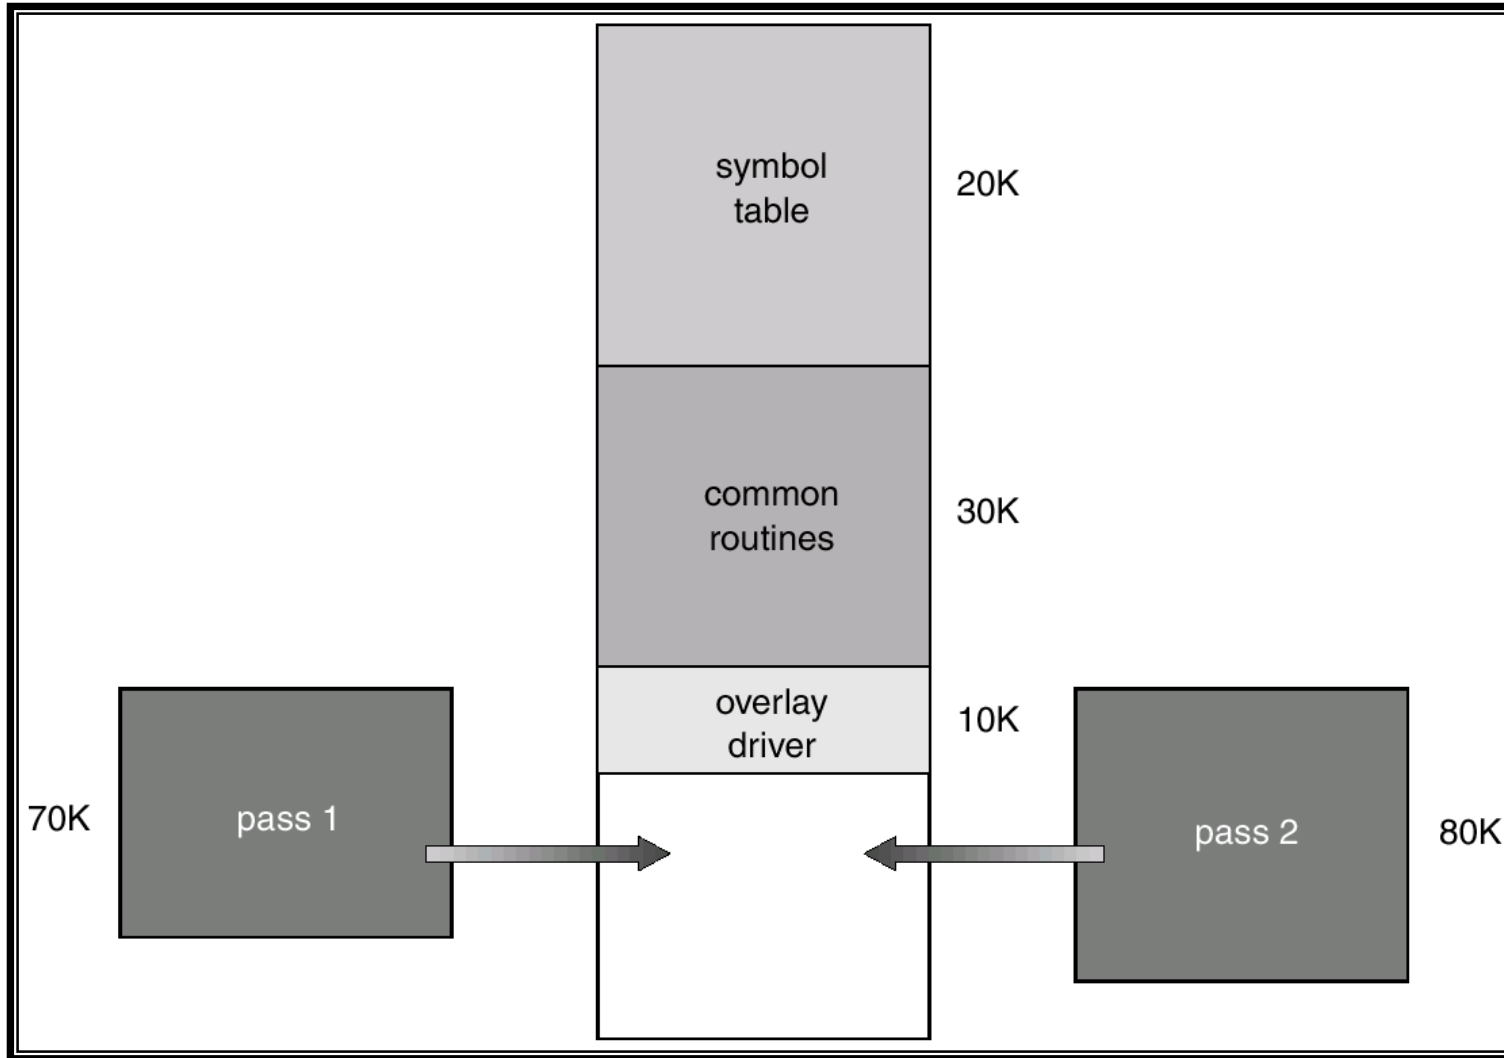 symbol
table
20K
common
routines
30K
overlay
driver
10K
70K
pass 1
pass 2
80K